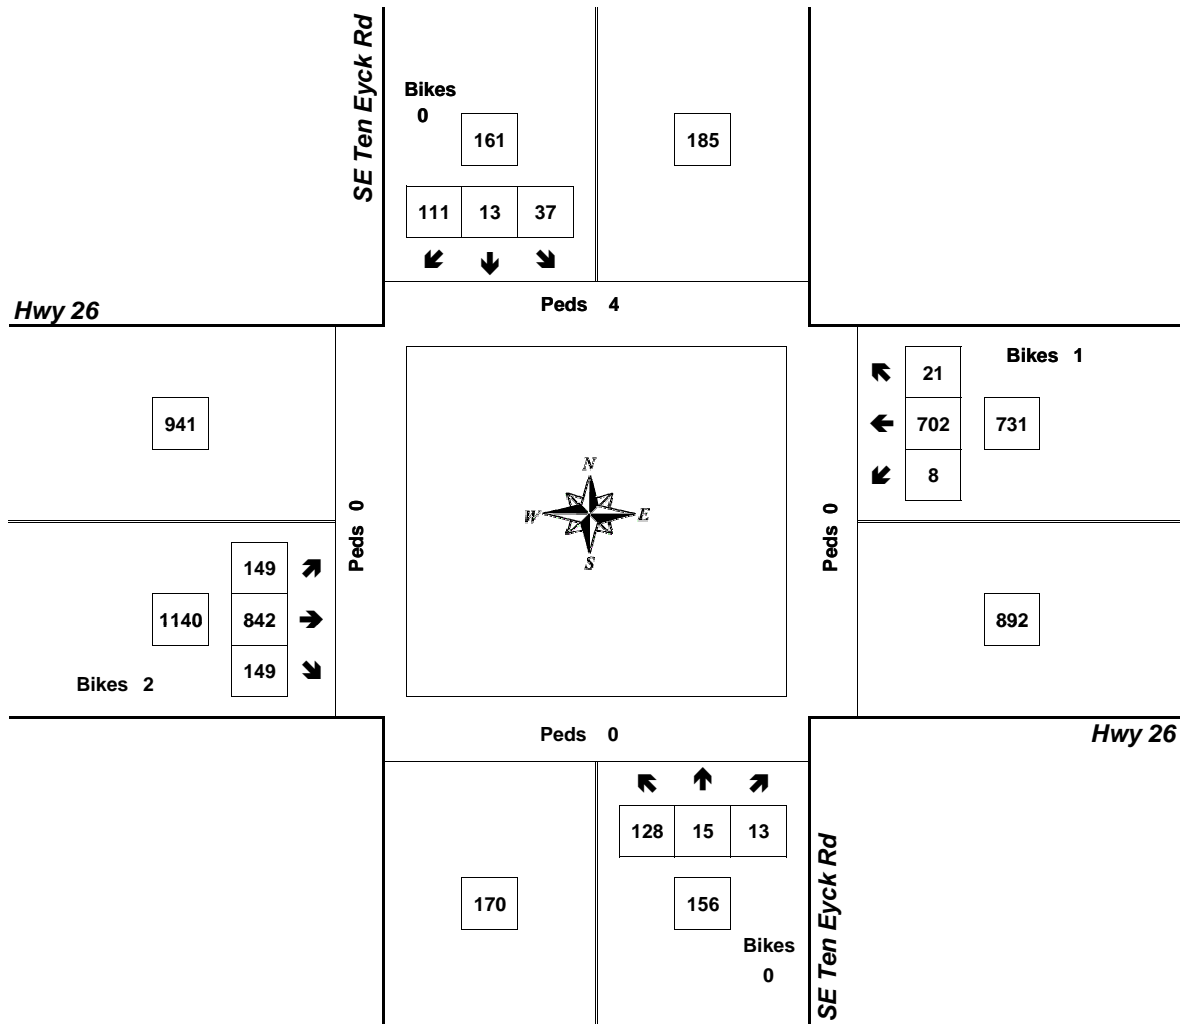 SE Ten Eyck Rd
Bikes
0
161
185
111 13 37
Hwy 26
Peds 4
Bikes 1
21
941
702 731
8
N
W E
S
Peds 0
Peds 0
149
1140 842
892
149
Bikes 2
Peds 0
Hwy 26
128 15 13
SE Ten Eyck Rd
170
156
Bikes
0